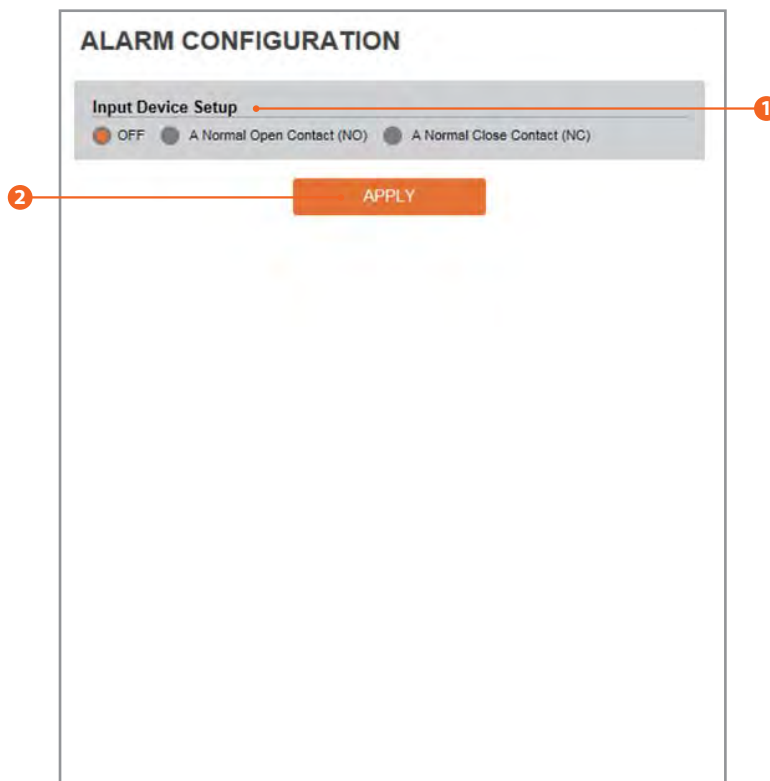 ALARM CONFIGURATION
Input Device Setup
1
OFF A Normal Open Contact (NO) A Normal Close Contact (NC)
2
APPLY